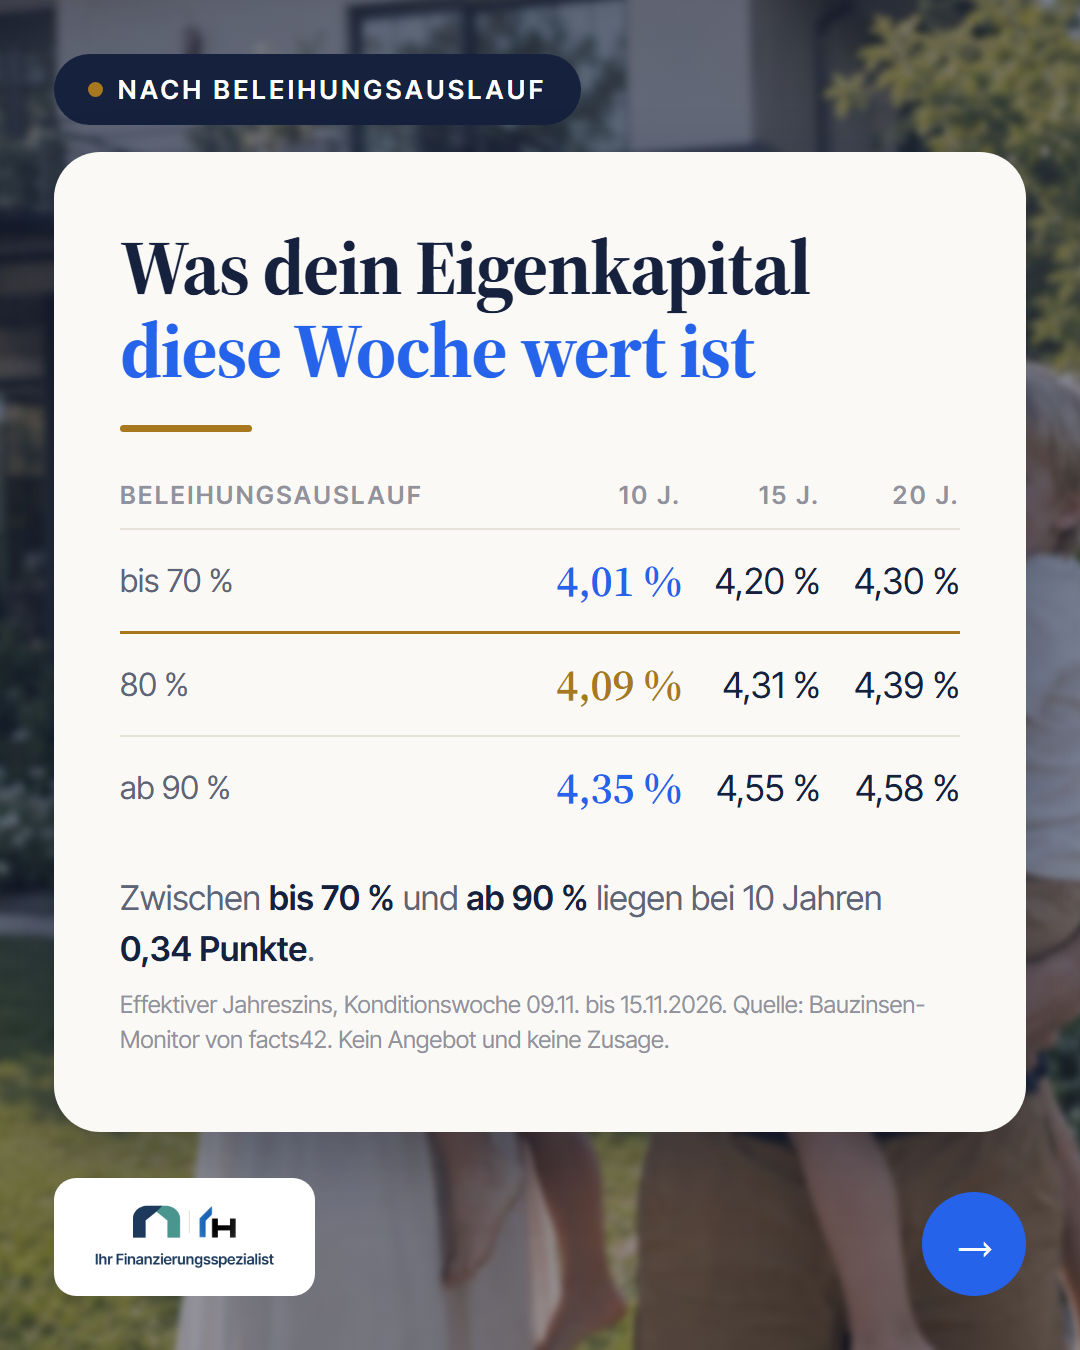 NACH BELEIHUNGSAUSLAUF
Was dein Eigenkapital
diese Woche wert ist
BELEIHUNGSAUSLAUF 10 J. 15 J. 20 J.
bis 70 % 4,01 % 4,20 % 4,30 %
80 % 4,09 % 4,31 % 4,39 %
ab 90 % 4,35 % 4,55 % 4,58 %
Zwischen bis 70 % und ab 90 % liegen bei 10 Jahren
0,34 Punkte.
Effektiver Jahreszins, Konditionswoche 09.11. bis 15.11.2026. Quelle: Bauzinsen-
Monitor von facts42. Kein Angebot und keine Zusage.
Ihr Finanzierungsspezialist
→